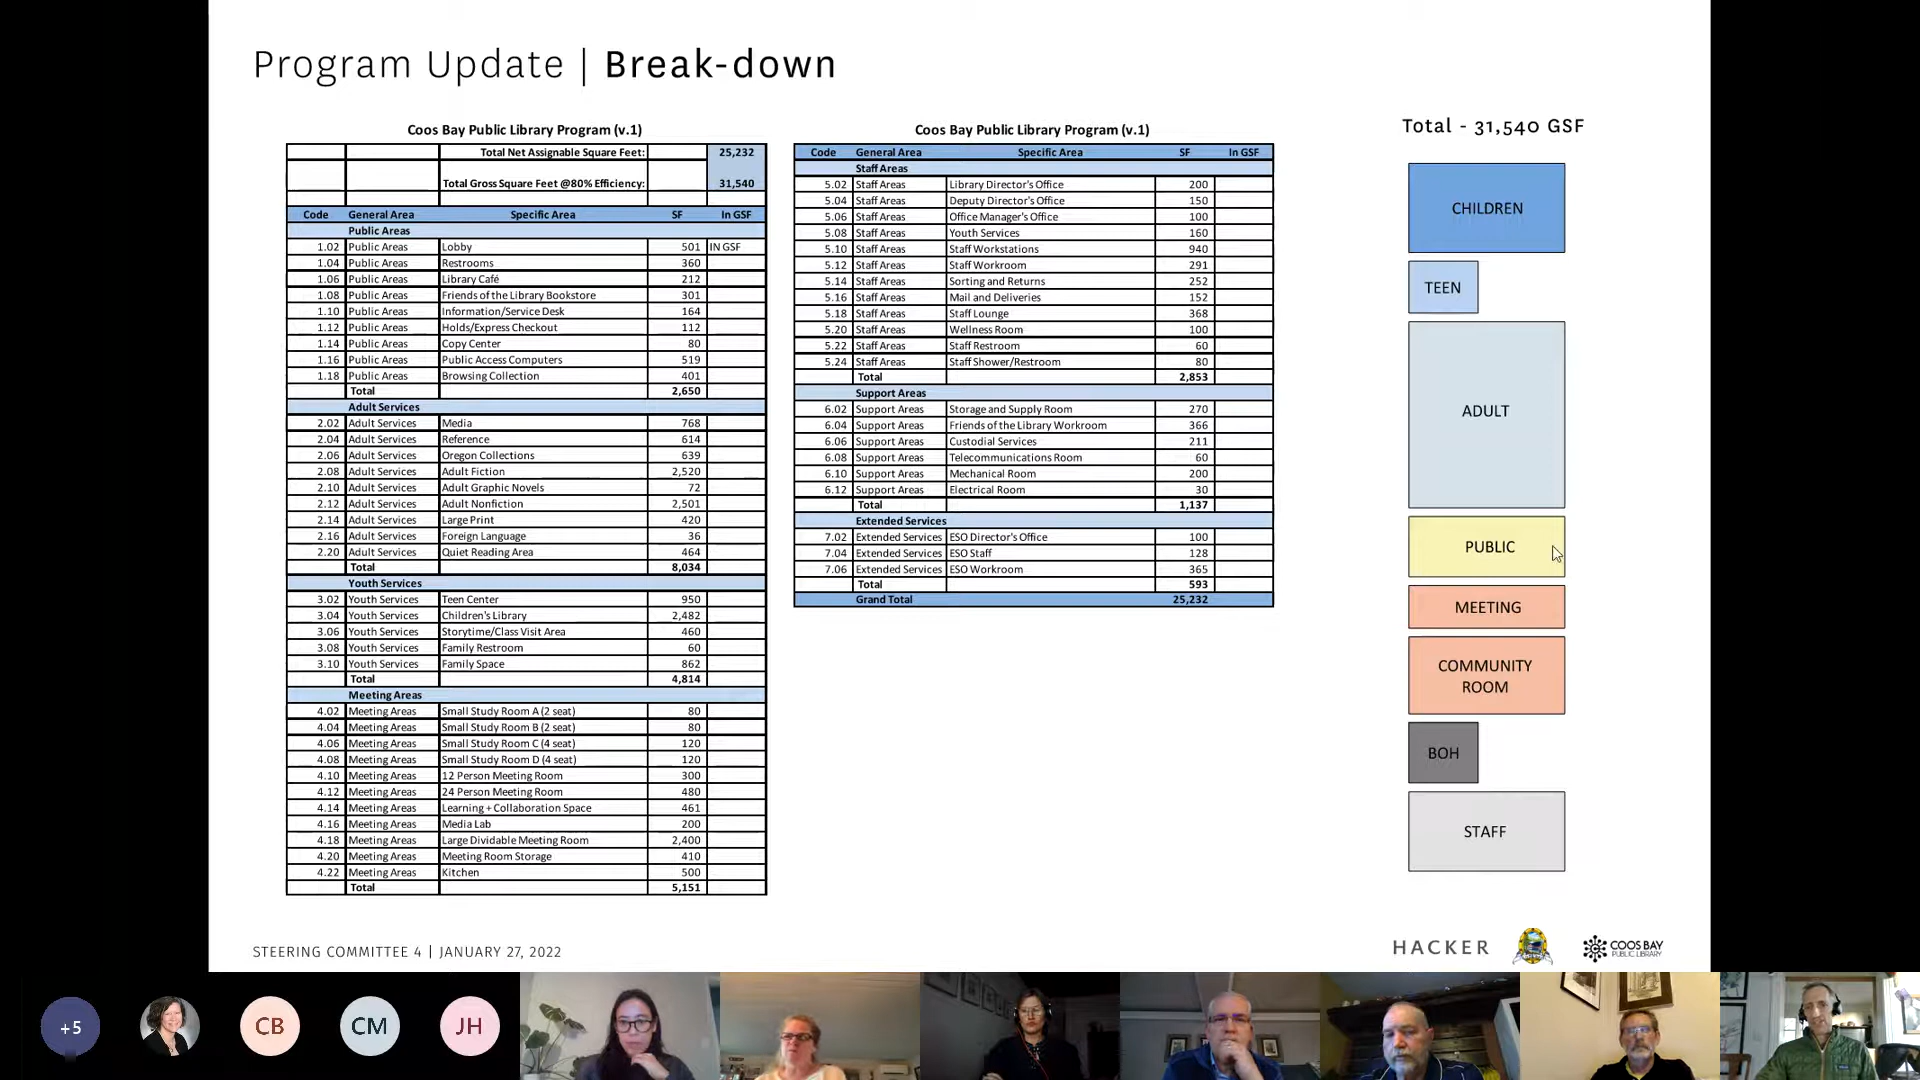 Program Update | Break-down
Coos Bay Public Library Program (v.1)
Total Net Assignable Square Feet: 25,232
Total Gross Square Feet @80% Efficiency: 31,540
Code General Area Specific Area SF In GSF
Public Areas
1.02 Public Areas Lobby 501 IN GSF
1.04 Public Areas Restrooms 360
1.06 Public Areas Library Café 212
1.08 Public Areas Friends of the Library Bookstore 301
1.10 Public Areas Information/Service Desk 164
1.12 Public Areas Holds/Express Checkout 112
1.14 Public Areas Copy Center 80
1.16 Public Areas Public Access Computers 519
1.18 Public Areas Browsing Collection 401
Total 2,650
Adult Services
2.02 Adult Services Media 768
2.04 Adult Services Reference 614
2.06 Adult Services Oregon Collections 639
2.08 Adult Services Adult Fiction 2,520
2.10 Adult Services Adult Graphic Novels 72
2.12 Adult Services Adult Nonfiction 2,501
2.14 Adult Services Large Print 420
2.16 Adult Services Foreign Language 36
2.20 Adult Services Quiet Reading Area 464
Total 8,034
Youth Services
3.02 Youth Services Teen Center 950
3.04 Youth Services Children's Library 2,482
3.06 Youth Services Storytime/Class Visit Area 460
3.08 Youth Services Family Restroom 60
3.10 Youth Services Family Space 862
Total 4,814
Meeting Areas
4.02 Meeting Areas Small Study Room A (2 seat) 80
4.04 Meeting Areas Small Study Room B (2 seat) 80
4.06 Meeting Areas Small Study Room C (4 seat) 120
4.08 Meeting Areas Small Study Room D (4 seat) 120
4.10 Meeting Areas 12 Person Meeting Room 300
4.12 Meeting Areas 24 Person Meeting Room 480
4.14 Meeting Areas Learning + Collaboration Space 461
4.16 Meeting Areas Media Lab 200
4.18 Meeting Areas Large Dividable Meeting Room 2,400
4.20 Meeting Areas Meeting Room Storage 410
4.22 Meeting Areas Kitchen 500
Total 5,151
Coos Bay Public Library Program (v.1)
Code General Area Specific Area SF In GSF
Staff Areas
5.02 Staff Areas Library Director's Office 200
5.04 Staff Areas Deputy Director's Office 150
5.06 Staff Areas Office Manager's Office 100
5.08 Staff Areas Youth Services 160
5.10 Staff Areas Staff Workstations 940
5.12 Staff Areas Staff Workroom 291
5.14 Staff Areas Sorting and Returns 252
5.16 Staff Areas Mail and Deliveries 152
5.18 Staff Areas Staff Lounge 368
5.20 Staff Areas Wellness Room 100
5.22 Staff Areas Staff Restroom 60
5.24 Staff Areas Staff Shower/Restroom 80
Total 2,853
Support Areas
6.02 Support Areas Storage and Supply Room 270
6.04 Support Areas Friends of the Library Workroom 366
6.06 Support Areas Custodial Services 211
6.08 Support Areas Telecommunications Room 60
6.10 Support Areas Mechanical Room 200
6.12 Support Areas Electrical Room 30
Total 1,137
Extended Services
7.02 Extended Services ESO Director's Office 100
7.04 Extended Services ESO Staff 128
7.06 Extended Services ESO Workroom 365
Total 593
Grand Total 25,232
Total - 31,540 GSF
CHILDREN
TEEN
ADULT
PUBLIC
MEETING
COMMUNITY
ROOM
BOH
STAFF
STEERING COMMITTEE 4 | JANUARY 27, 2022
HACKER
COOS BAY
PUBLIC LIBRARY
+5
CB
CM
JH